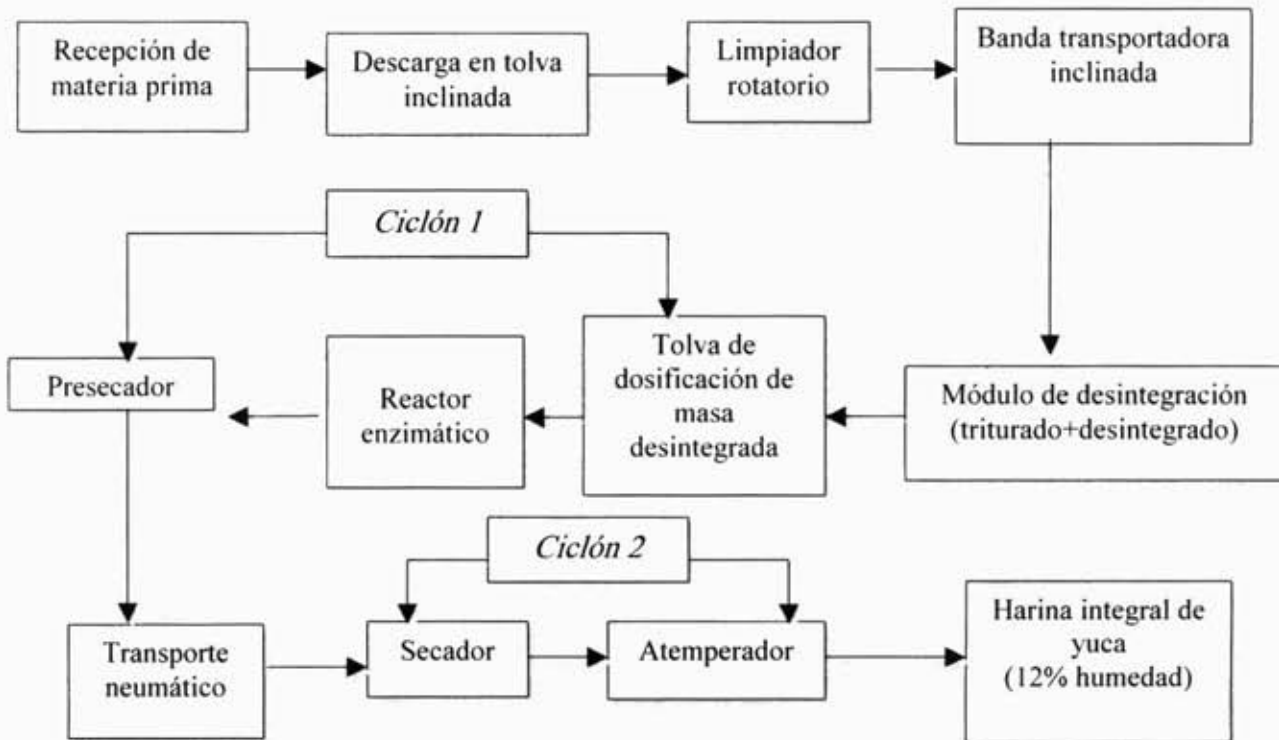 Recepción de
materia prima
Descarga en tolva
inclinada
Limpiador
rotatorio
Banda transportadora
inclinada
Ciclón 1
Presecador
Reactor
enzimático
Tolva de
dosificación de
masa
desintegrada
Módulo de desintegración
(triturado+desintegrado)
Ciclón 2
Transporte
neumático
Secador
Atemperador
Harina integral de
yuca
(12% humedad)